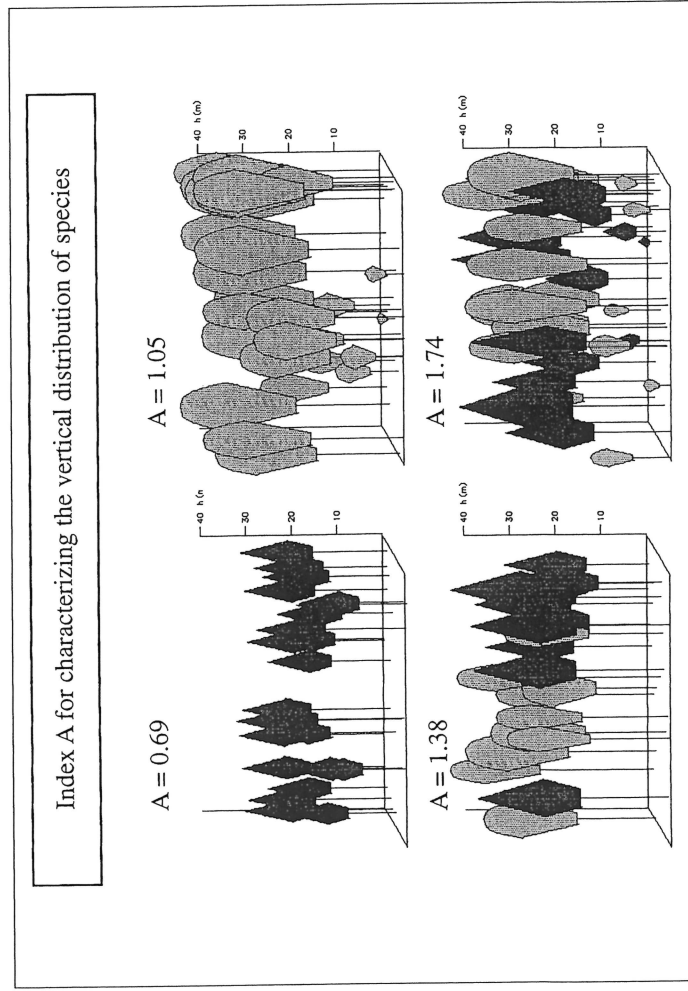 Index A for characterizing the vertical distribution of species
A = 0.69
40 h (n
30
20
10
A = 1.05
40 h (m)
30
20
10
A = 1.38
40 h (m)
30
20
10
A = 1.74
40 h (m)
30
20
10